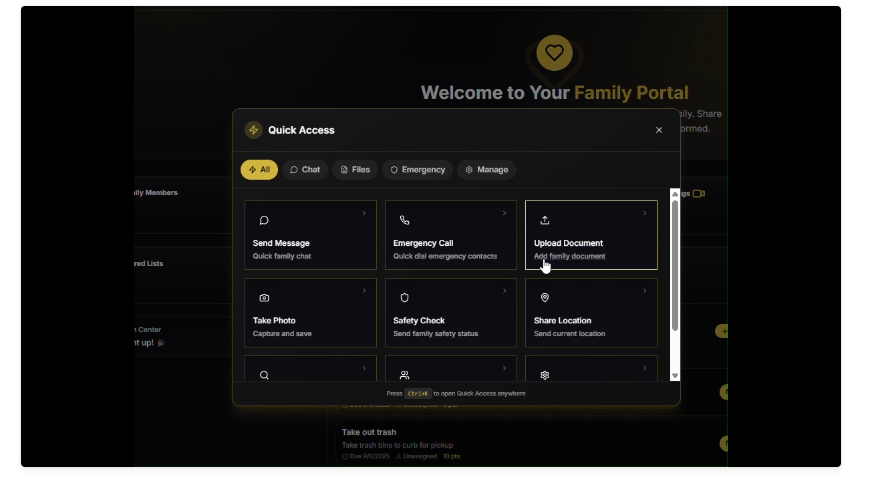 Welcome to Your Family Portal
ily. Share
ormed.
Quick Access
All
Chat
Files
Emergency
Manage
ily Members
gs
Send Message
Quick family chat
Emergency Call
Quick dial emergency contacts
Upload Document
Add family document
red Lists
Take Photo
Capture and save
Safety Check
Send family safety status
Share Location
Send current location
n Center
ht up!
Press Ctrl+K to open Quick Access anywhere
Take out trash
Take trash bins to curb for pickup
Due 9/8/2025 Unassigned 10 pts